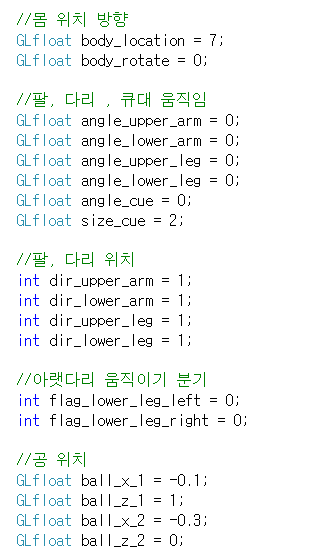 //몸 위치 방향
GLfloat body_location = 7;
GLfloat body_rotate = 0;
//팔, 다리 , 큐대 움직임
GLfloat angle_upper_arm = 0;
GLfloat angle_lower_arm = 0;
GLfloat angle_upper_leg = 0;
GLfloat angle_lower_leg = 0;
GLfloat angle_cue = 0;
GLfloat size_cue = 2;
//팔, 다리 위치
int dir_upper_arm = 1;
int dir_lower_arm = 1;
int dir_upper_leg = 1;
int dir_lower_leg = 1;
//아랫다리 움직이기 분기
int flag_lower_leg_left = 0;
int flag_lower_leg_right = 0;
//공 위치
GLfloat ball_x_1 = -0.1;
GLfloat ball_z_1 = 1;
GLfloat ball_x_2 = -0.3;
GLfloat ball_z_2 = 0;